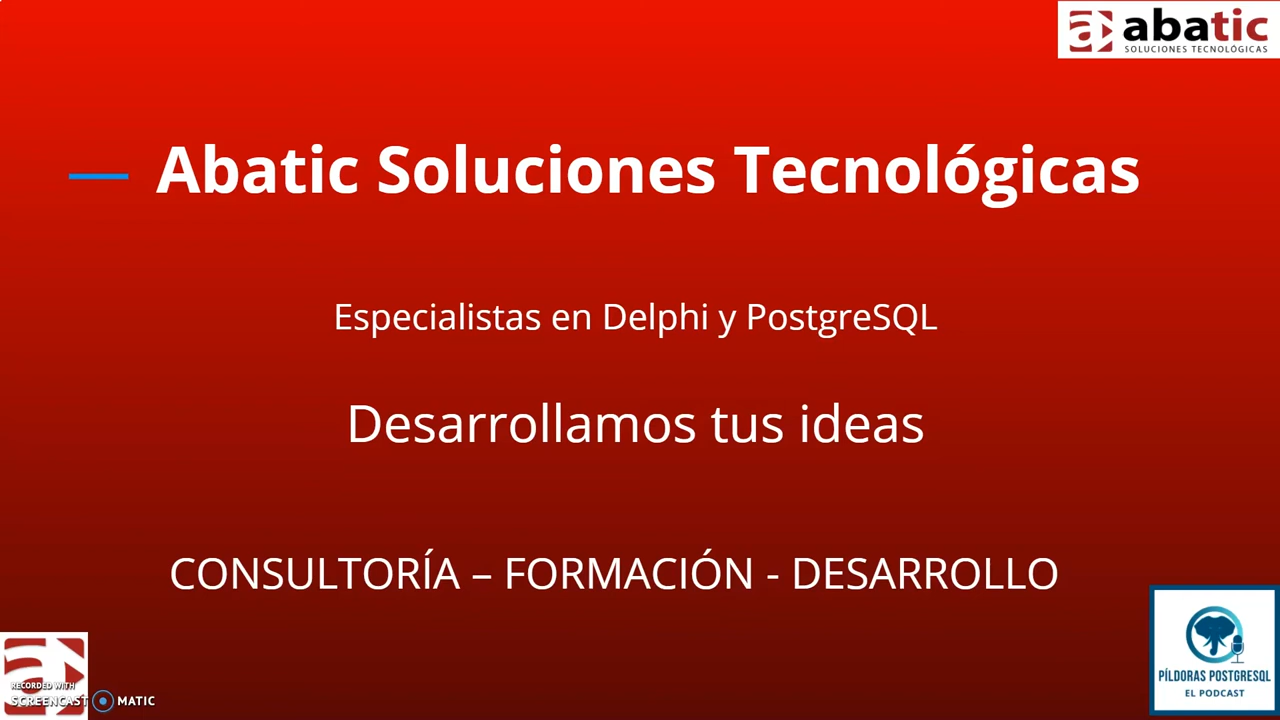 abatic
SOLUCIONES TECNOLÓGICAS
Abatic Soluciones Tecnológicas
Especialistas en Delphi y PostgreSQL
Desarrollamos tus ideas
CONSULTORÍA – FORMACIÓN - DESARROLLO
PÍLDORAS POSTGRESQL
EL PODCAST
RECORDED WITH
SCREENCAST MATIC